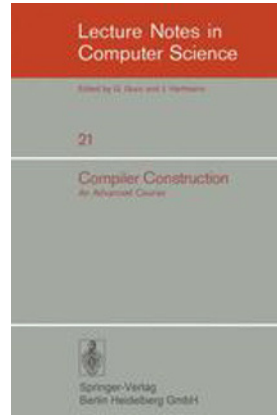 Lecture Notes in
Computer Science
Edited by G. Goos and J. Hartmanis
21
Compiler Construction
An Advanced Course
Springer-Verlag
Berlin Heidelberg GmbH